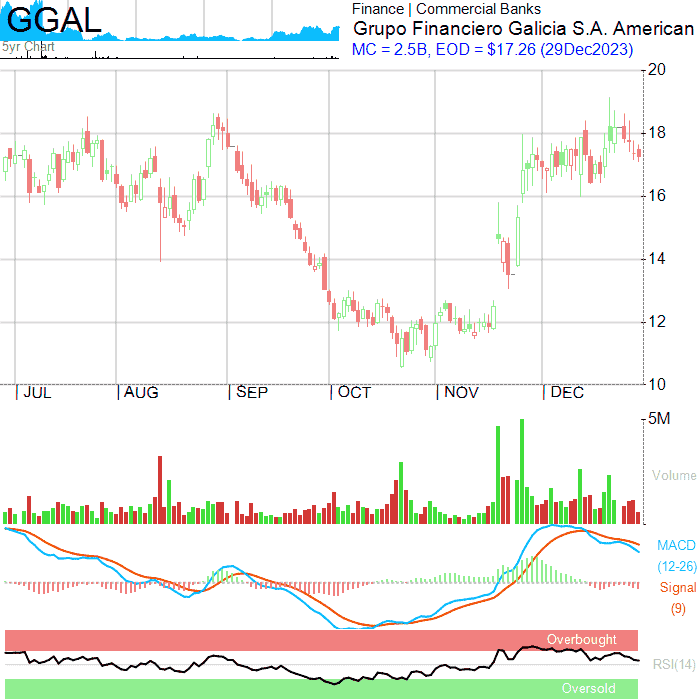 GGAL
5yr Chart
Finance | Commercial Banks
Grupo Financiero Galicia S.A. American
MC = 2.5B, EOD = $17.26 (29Dec2023)
20
18
16
14
12
10
JUL AUG SEP OCT NOV DEC
5M
Volume
MACD
(12-26)
Signal
(9)
Overbought
RSI(14)
Oversold